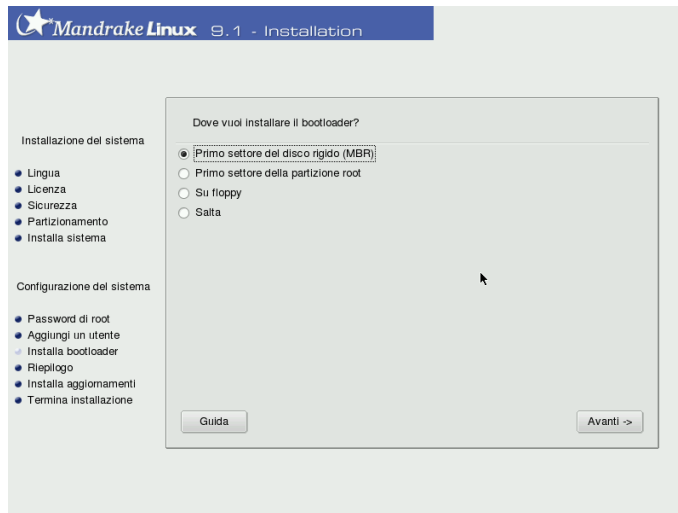 Mandrake Linux 9.1 - Installation
Installazione del sistema
Lingua
Licenza
Sicurezza
Partizionamento
Installa sistema
Configurazione del sistema
Password di root
Aggiungi un utente
Installa bootloader
Riepilogo
Installa aggiornamenti
Termina installazione
Dove vuoi installare il bootloader?
Primo settore del disco rigido (MBR)
Primo settore della partizione root
Su floppy
Salta
Guida
Avanti ->